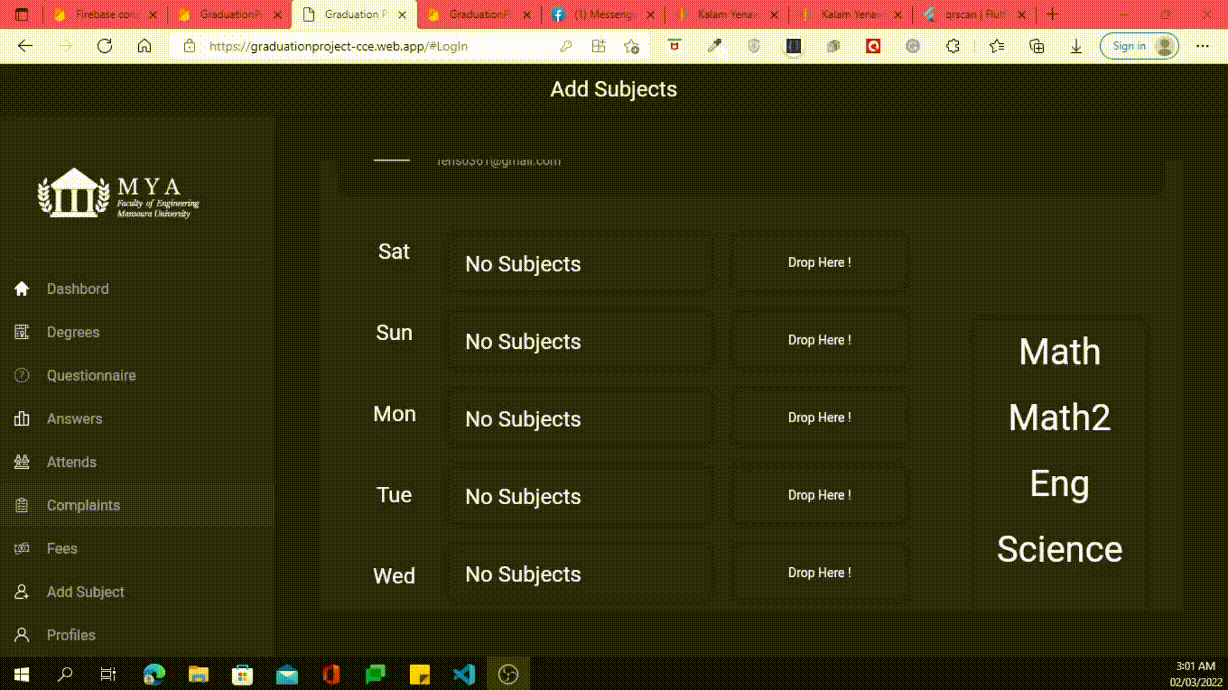 Firebase con
GraduationP
Graduation P
GraduationP
(1) Messeng
Kalam Yenaw
Kalam Yenaw
qrscan | Flutt
https://graduationproject-cce.web.app/#LogIn
Sign in
Add Subjects
MYA
Faculty of Engineering
Mansoura University
renso361@gmail.com
Dashbord
Degrees
Questionnaire
Answers
Attends
Complaints
Fees
Add Subject
Profiles
Sat
No Subjects
Drop Here !
Sun
No Subjects
Drop Here !
Mon
No Subjects
Drop Here !
Tue
No Subjects
Drop Here !
Wed
No Subjects
Drop Here !
Math
Math2
Eng
Science
3:01 AM
02/03/2022